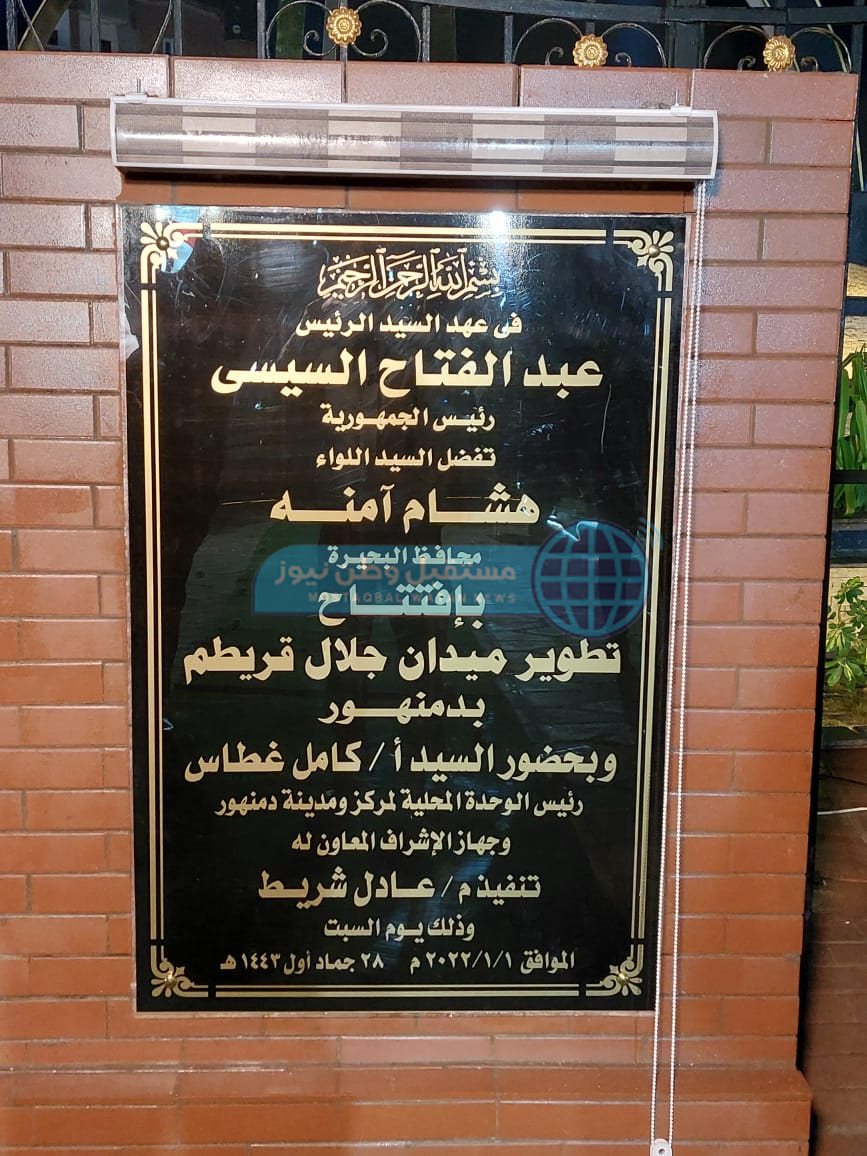 بسم الله الرحمن الرحيم
فى عهد السيد الرئيس
عبد الفتاح السيسى
رئيس الجمهورية
تفضل السيد اللواء
هشام آمنه
محافظ البحيرة
مستقبل وطن نيوز
MOSTAQBAL WATAN NEWS
بإفتتاح
تطوير ميدان جلال قريطم
بدمنهور
وبحضور السيد أ/ كامل غطاس
رئيس الوحدة المحلية لمركز ومدينة دمنهور
وجهاز الإشراف المعاون له
تنفيذ م/ عادل شريط
وذلك يوم السبت
الموافق ٢٠٢٢/١/١ م ٢٨ جماد أول ١٤٤٣ هـ